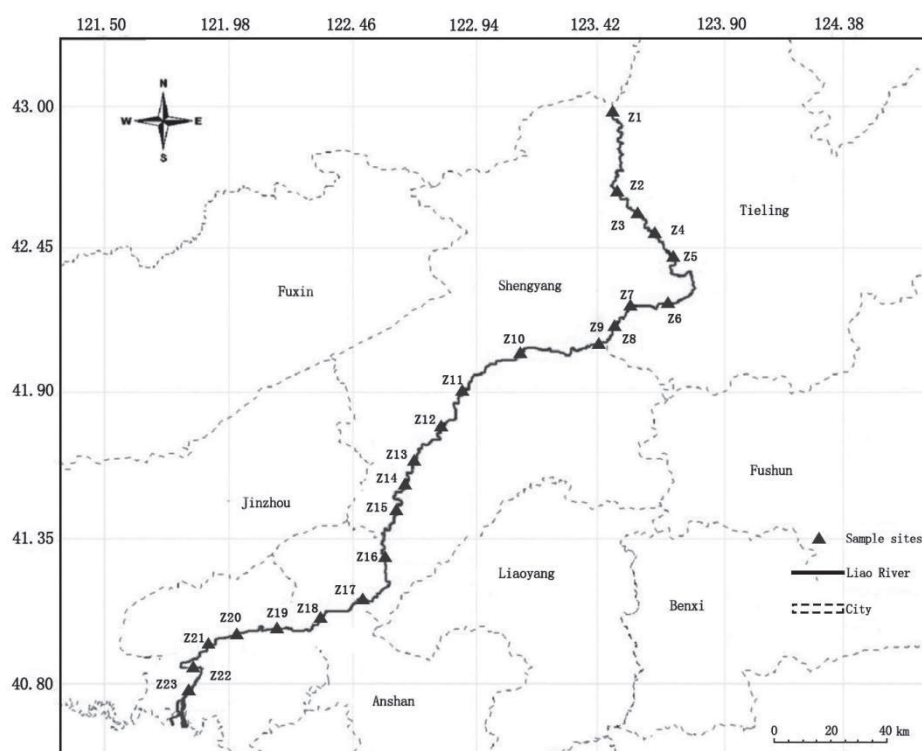 121.50 121.98 122.46 122.94 123.42 123.90 124.38
43.00
N
W E
S
Z1
Z2
Tieling
Z3
Z4
42.45
Z5
Fuxin
Shengyang
Z7
Z6
Z9
Z8
Z10
41.90
Z11
Z12
Z13
Fushun
Z14
Jinzhou
Z15
41.35
Sample sites
Z16
Liaoyang
Liao River
Z17
Benxi
City
Z18
Z19
Z20
Z21
Z22
40.80
Z23
Anshan
0 20 40 km